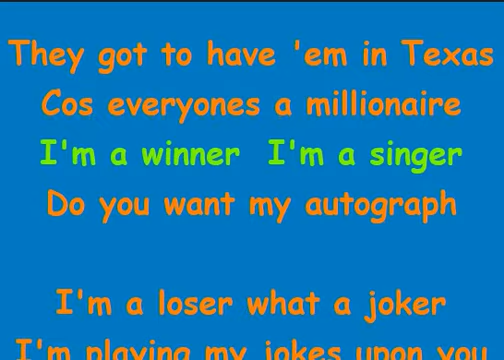 They got to have 'em in Texas
Cos everyones a millionaire
I'm a winner I'm a singer
Do you want my autograph
I'm a loser what a joker
I'm playing my jokes upon you